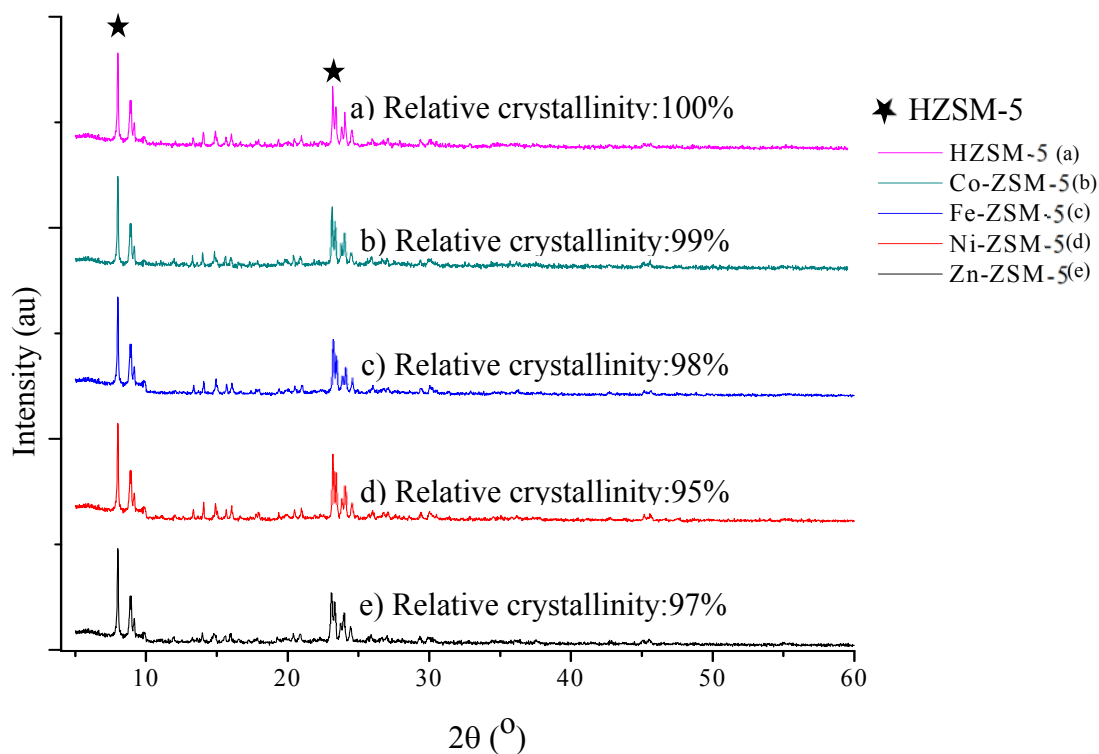 a) Relative crystallinity:100%
b) Relative crystallinity:99%
c) Relative crystallinity:98%
d) Relative crystallinity:95%
e) Relative crystallinity:97%
Intensity (au)
10 20 30 40 50 60
2θ (°)
HZSM-5
HZSM-5 (a)
Co-ZSM-5(b)
Fe-ZSM-5(c)
Ni-ZSM-5(d)
Zn-ZSM-5(e)